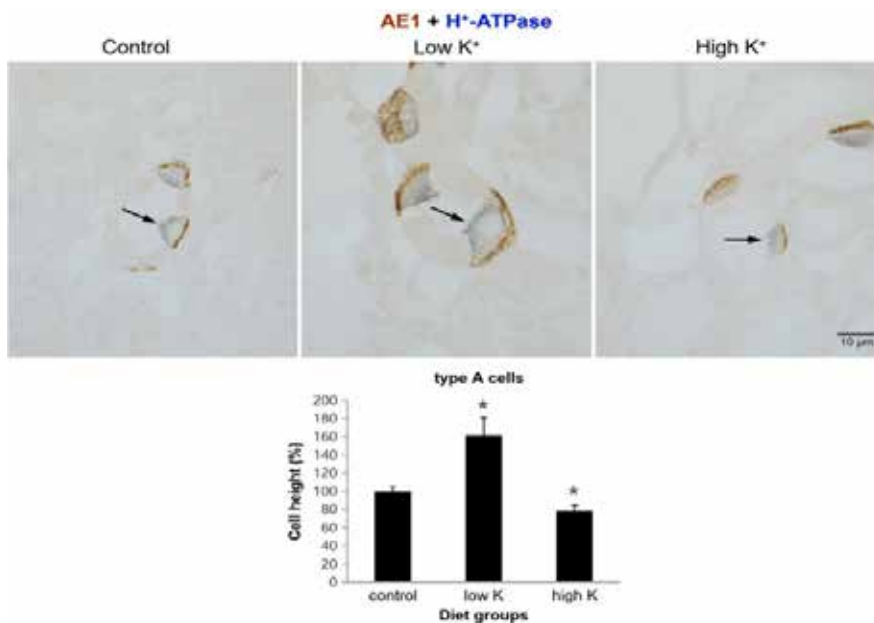 AE1 + H⁺-ATPase
Control
Low K⁺
High K⁺
10 µm
type A cells
Cell height (%)
200
180
160
140
120
100
80
60
40
20
0
*
*
control
low K
high K
Diet groups